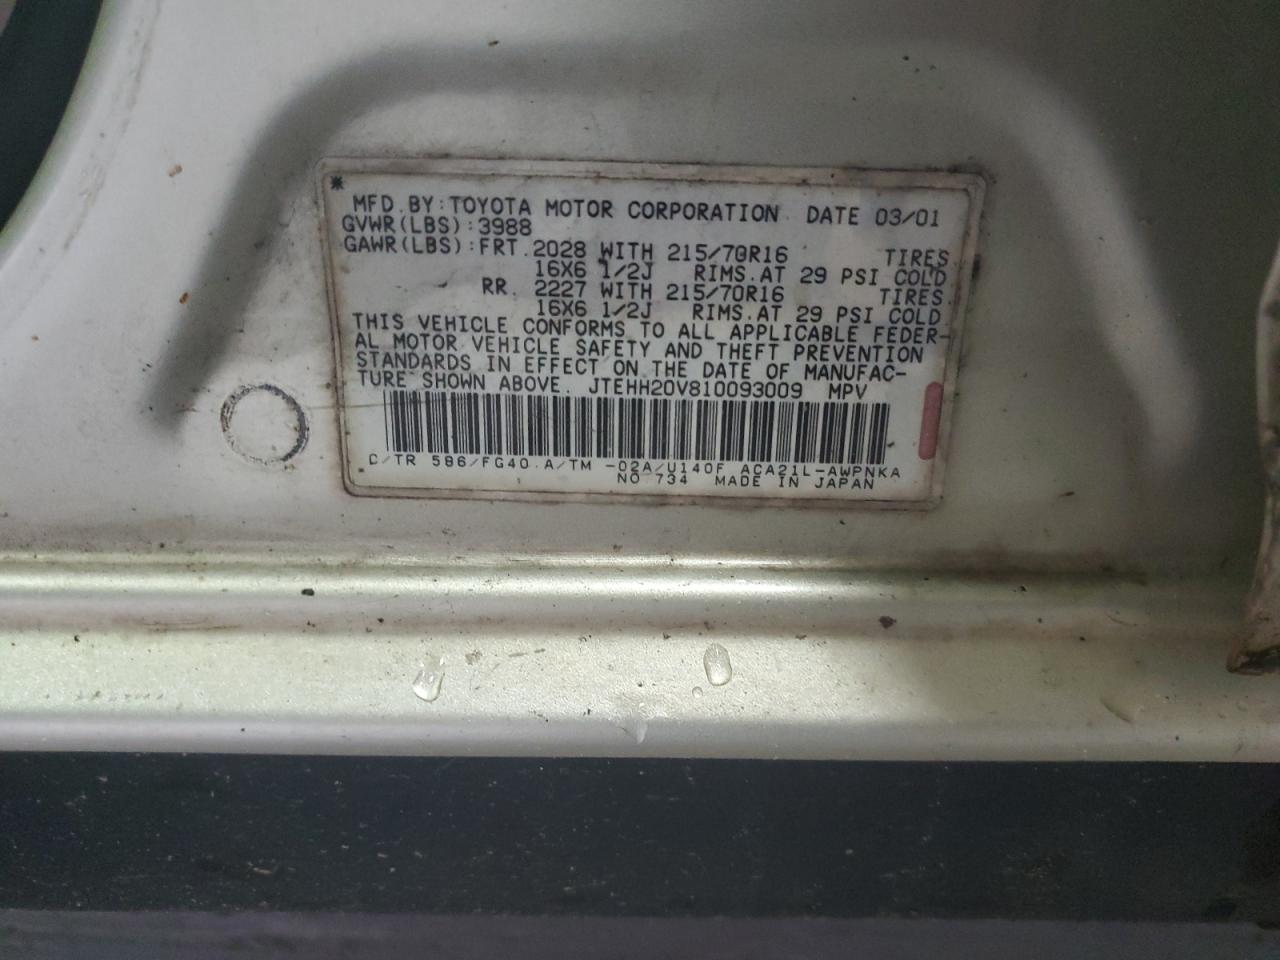 *
MFD. BY: TOYOTA MOTOR CORPORATION DATE 03/01
GVWR(LBS):3988
GAWR(LBS):FRT. 2028 WITH 215/70R16 TIRES
16X6 1/2J RIMS.AT 29 PSI COLD
RR. 2227 WITH 215/70R16 TIRES.
16X6 1/2J RIMS.AT 29 PSI COLD
THIS VEHICLE CONFORMS TO ALL APPLICABLE FEDER-
AL MOTOR VEHICLE SAFETY AND THEFT PREVENTION
STANDARDS IN EFFECT ON THE DATE OF MANUFAC-
TURE SHOWN ABOVE. JTEHH20V810093009 MPV
C/TR 586/FG40 A/TM -02A/U140F ACA21L-AWPNKA
NO 734 MADE IN JAPAN